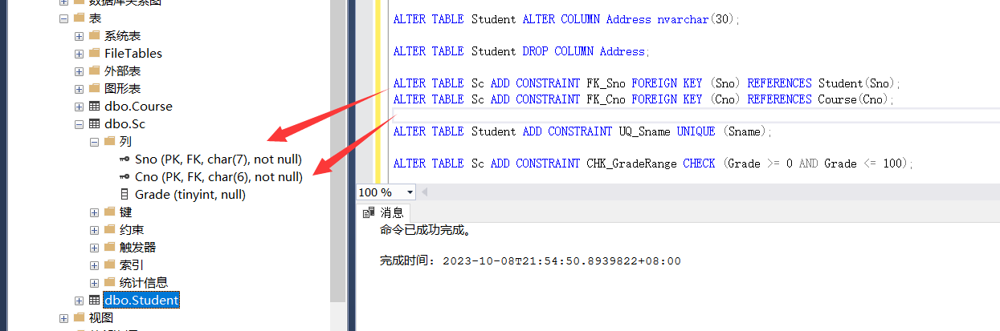 数据库关系图
表
系统表
FileTables
外部表
图形表
dbo.Course
dbo.Sc
列
Sno (PK, FK, char(7), not null)
Cno (PK, FK, char(6), not null)
Grade (tinyint, null)
键
约束
触发器
索引
统计信息
dbo.Student
视图
ALTER TABLE Student ALTER COLUMN Address nvarchar(30);
ALTER TABLE Student DROP COLUMN Address;
ALTER TABLE Sc ADD CONSTRAINT FK_Sno FOREIGN KEY (Sno) REFERENCES Student(Sno);
ALTER TABLE Sc ADD CONSTRAINT FK_Cno FOREIGN KEY (Cno) REFERENCES Course(Cno);
ALTER TABLE Student ADD CONSTRAINT UQ_Sname UNIQUE (Sname);
ALTER TABLE Sc ADD CONSTRAINT CHK_GradeRange CHECK (Grade >= 0 AND Grade <= 100);
100 %
消息
命令已成功完成。
完成时间: 2023-10-08T21:54:50.8939822+08:00